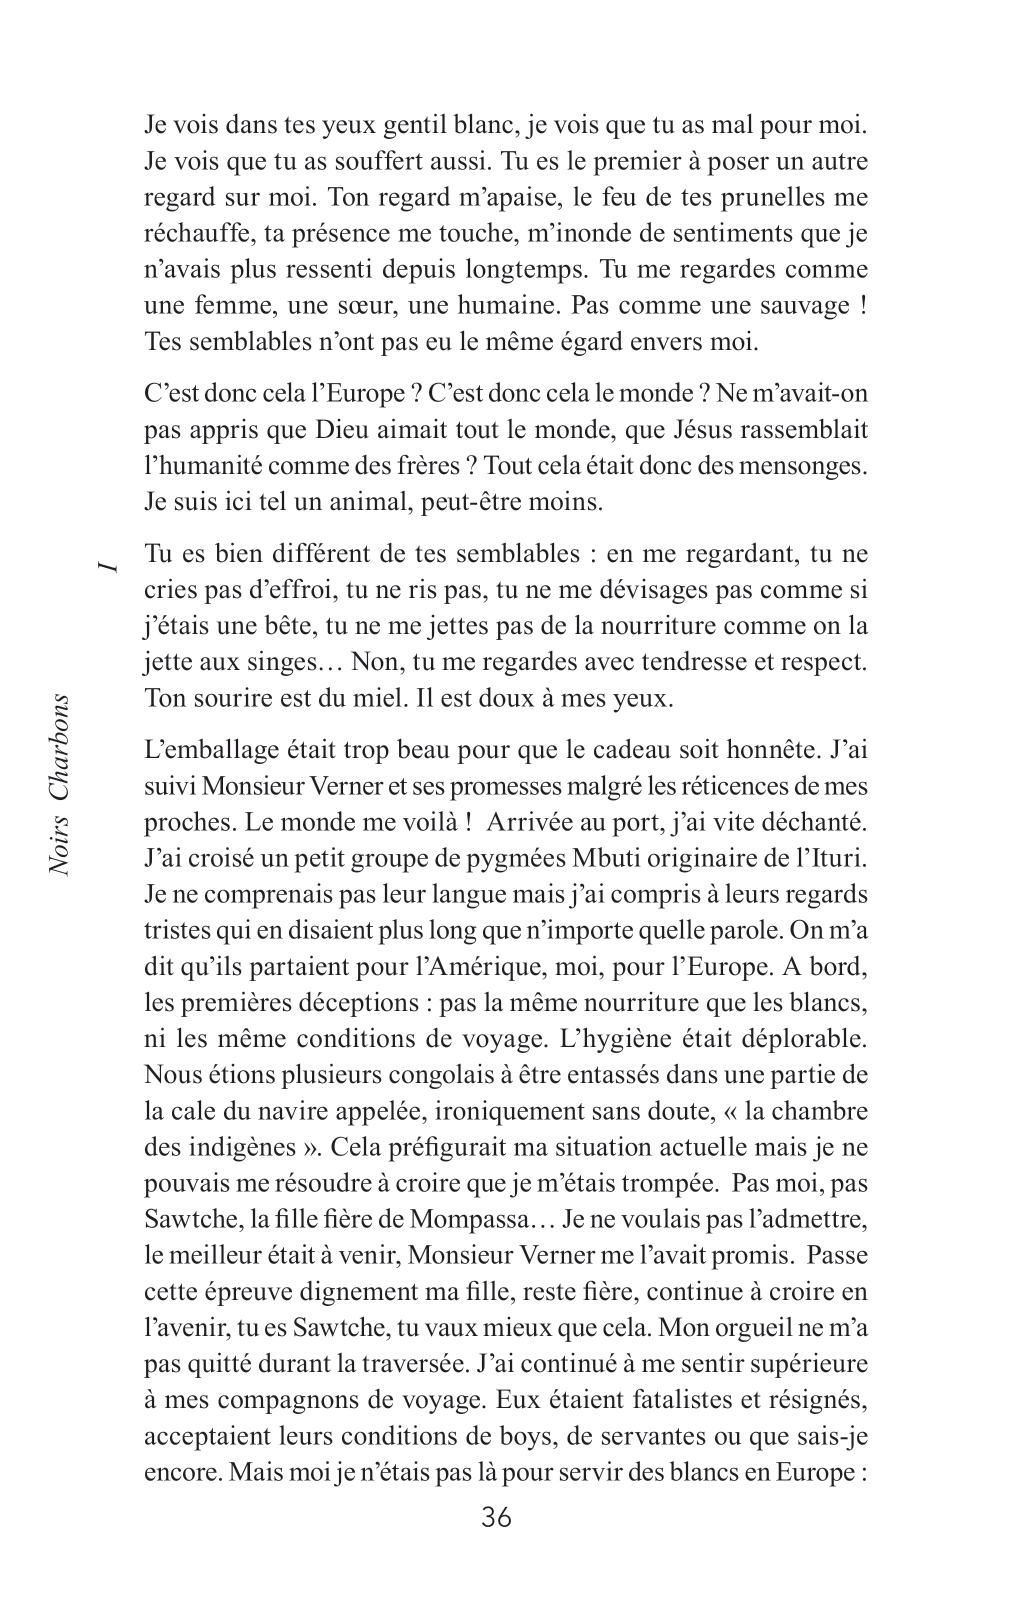 Je vois dans tes yeux gentil blanc, je vois que tu as mal pour moi.
Je vois que tu as souffert aussi. Tu es le premier à poser un autre
regard sur moi. Ton regard m’apaise, le feu de tes prunelles me
réchauffe, ta présence me touche, m’inonde de sentiments que je
n’avais plus ressenti depuis longtemps. Tu me regardes comme
une femme, une sœur, une humaine. Pas comme une sauvage !
Tes semblables n’ont pas eu le même égard envers moi.
C’est donc cela l’Europe ? C’est donc cela le monde ? Ne m’avait-on
pas appris que Dieu aimait tout le monde, que Jésus rassemblait
l’humanité comme des frères ? Tout cela était donc des mensonges.
Je suis ici tel un animal, peut-être moins.
Tu es bien différent de tes semblables : en me regardant, tu ne
cries pas d’effroi, tu ne ris pas, tu ne me dévisages pas comme si
j’étais une bête, tu ne me jettes pas de la nourriture comme on la
jette aux singes… Non, tu me regardes avec tendresse et respect.
Ton sourire est du miel. Il est doux à mes yeux.
L’emballage était trop beau pour que le cadeau soit honnête. J’ai
suivi Monsieur Verner et ses promesses malgré les réticences de mes
proches. Le monde me voilà !  Arrivée au port, j’ai vite déchanté.
J’ai croisé un petit groupe de pygmées Mbuti originaire de l’Ituri.
Je ne comprenais pas leur langue mais j’ai compris à leurs regards
tristes qui en disaient plus long que n’importe quelle parole. On m’a
dit qu’ils partaient pour l’Amérique, moi, pour l’Europe. A bord,
les premières déceptions : pas la même nourriture que les blancs,
ni les même conditions de voyage. L’hygiène était déplorable.
Nous étions plusieurs congolais à être entassés dans une partie de
la cale du navire appelée, ironiquement sans doute, « la chambre
des indigènes ». Cela préfigurait ma situation actuelle mais je ne
pouvais me résoudre à croire que je m’étais trompée.  Pas moi, pas
Sawtche, la fille fière de Mompassa… Je ne voulais pas l’admettre,
le meilleur était à venir, Monsieur Verner me l’avait promis.  Passe
cette épreuve dignement ma fille, reste fière, continue à croire en
l’avenir, tu es Sawtche, tu vaux mieux que cela. Mon orgueil ne m’a
pas quitté durant la traversée. J’ai continué à me sentir supérieure
à mes compagnons de voyage. Eux étaient fatalistes et résignés,
acceptaient leurs conditions de boys, de servantes ou que sais-je
encore. Mais moi je n’étais pas là pour servir des blancs en Europe :
36
Noirs Charbons
I